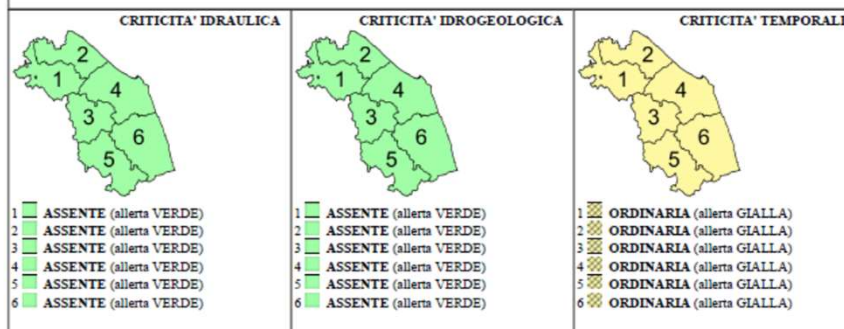 CRITICITA' IDRAULICA
2
1
4
3
6
5
1 ASSENTE (allerta VERDE)
2 ASSENTE (allerta VERDE)
3 ASSENTE (allerta VERDE)
4 ASSENTE (allerta VERDE)
5 ASSENTE (allerta VERDE)
6 ASSENTE (allerta VERDE)
CRITICITA' IDROGEOLOGICA
2
1
4
3
6
5
1 ASSENTE (allerta VERDE)
2 ASSENTE (allerta VERDE)
3 ASSENTE (allerta VERDE)
4 ASSENTE (allerta VERDE)
5 ASSENTE (allerta VERDE)
6 ASSENTE (allerta VERDE)
CRITICITA' TEMPORALI
2
1
4
3
6
5
1 ORDINARIA (allerta GIALLA)
2 ORDINARIA (allerta GIALLA)
3 ORDINARIA (allerta GIALLA)
4 ORDINARIA (allerta GIALLA)
5 ORDINARIA (allerta GIALLA)
6 ORDINARIA (allerta GIALLA)